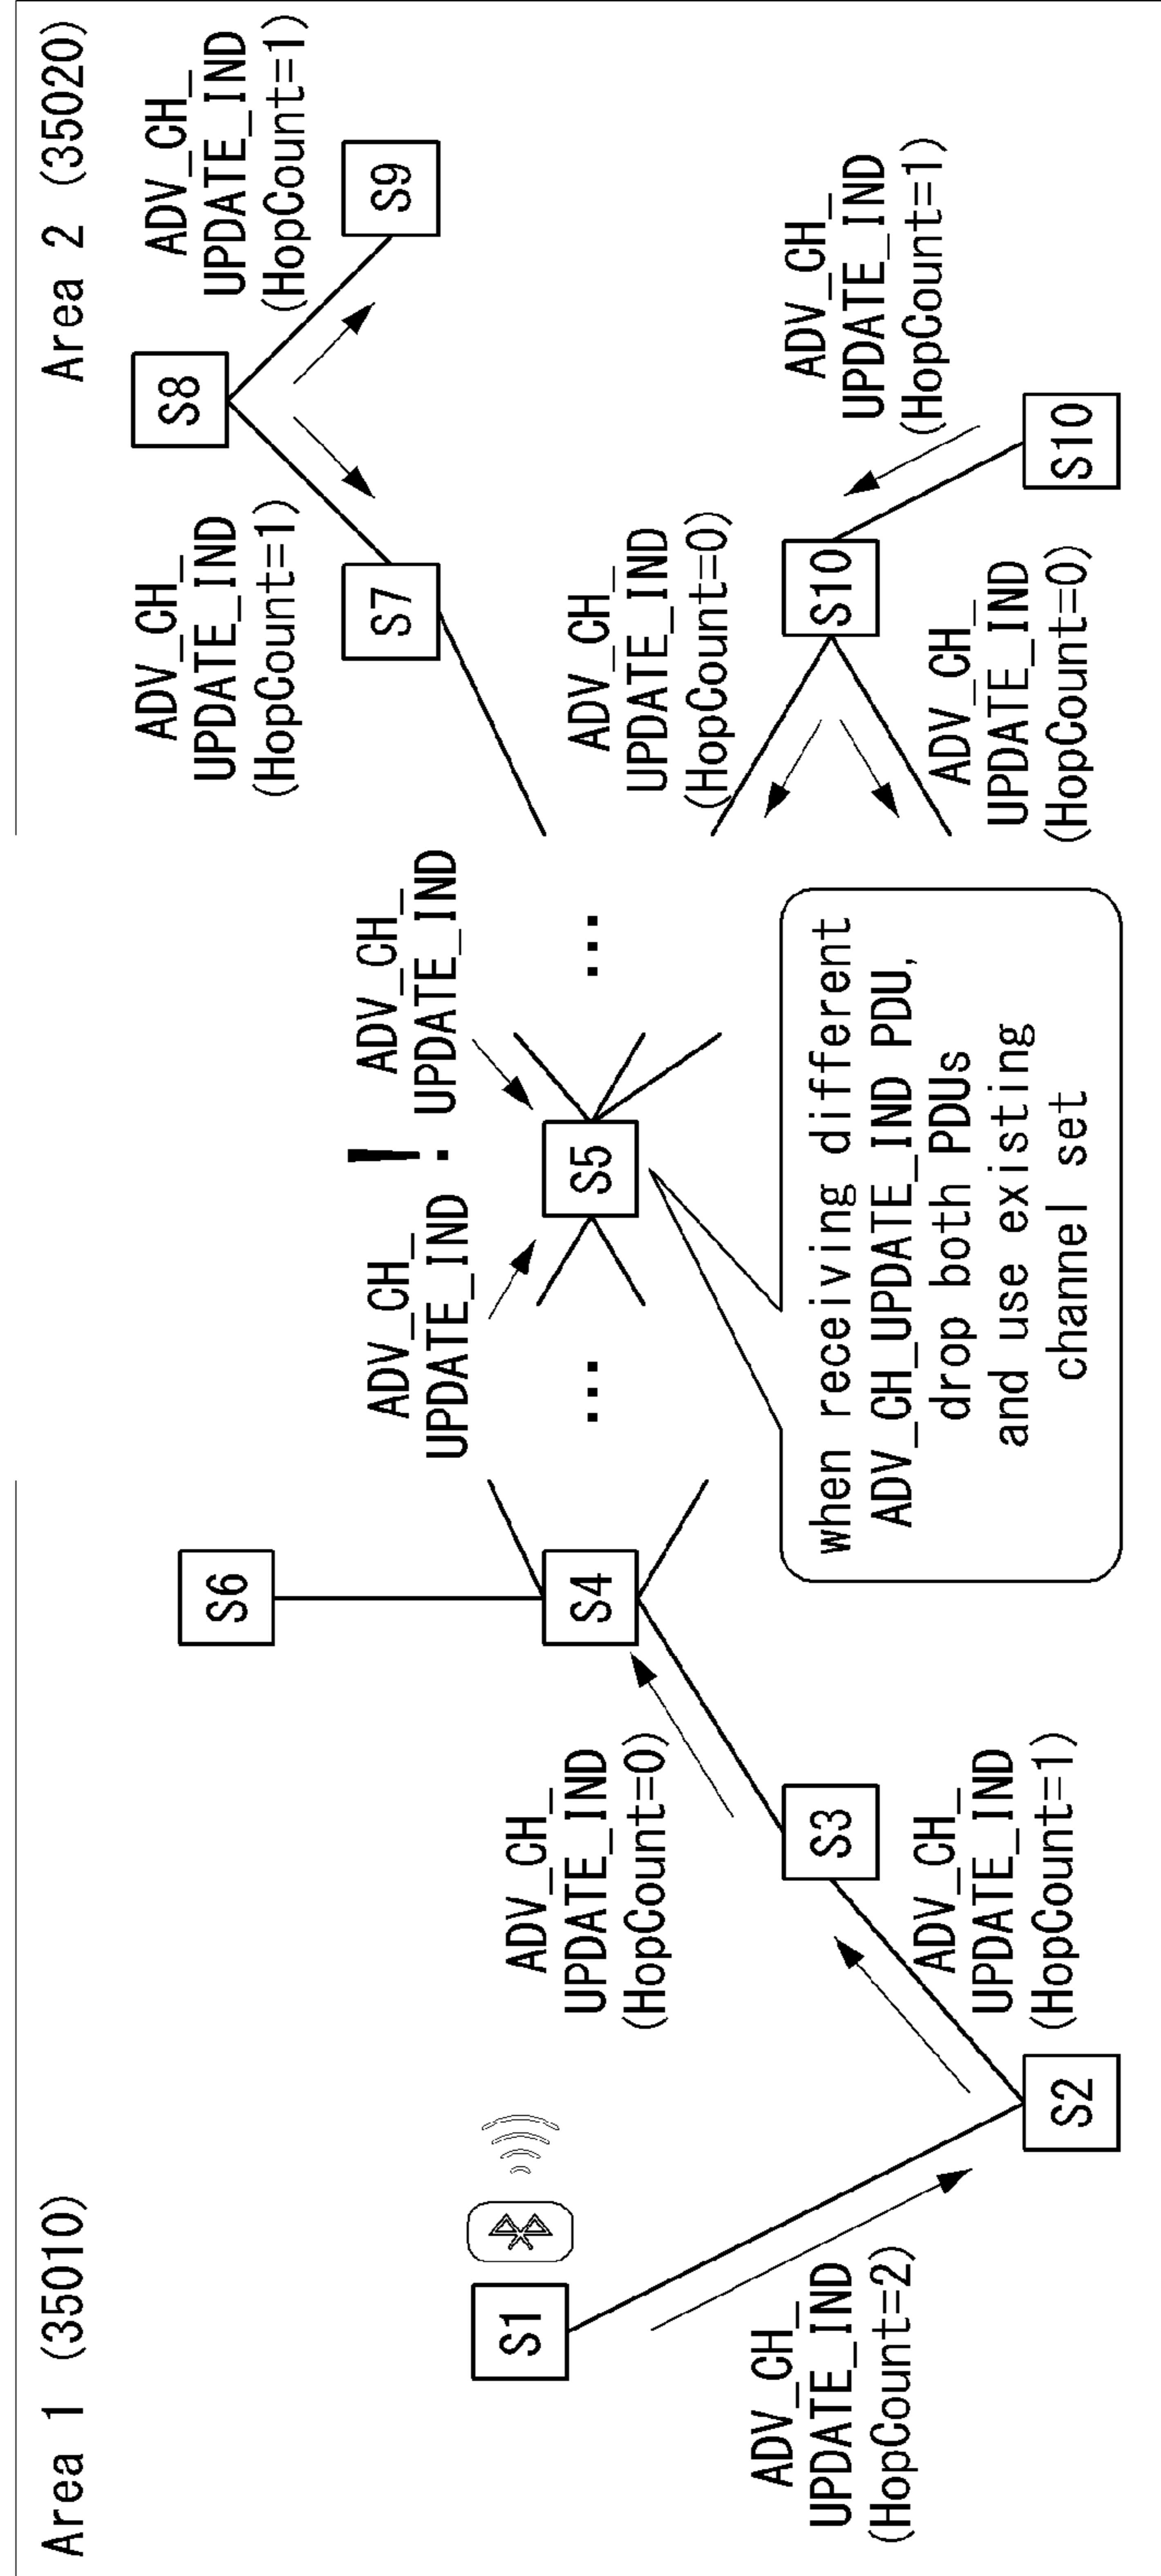 Area 1 (35010)
S1
ADV_CH_
UPDATE_IND
(HopCount=2)
S2
ADV_CH_
UPDATE_IND
(HopCount=1)
S3
ADV_CH_
UPDATE_IND
(HopCount=0)
S4
S6
...
ADV_CH_
UPDATE_IND
!
ADV_CH_
UPDATE_IND
S5
...
when receiving different
ADV_CH_UPDATE_IND PDU,
drop both PDUs
and use existing
channel set
Area 2 (35020)
ADV_CH_
UPDATE_IND
(HopCount=1)
S7
S8
ADV_CH_
UPDATE_IND
(HopCount=1)
S9
ADV_CH_
UPDATE_IND
(HopCount=0)
S10
ADV_CH_
UPDATE_IND
(HopCount=0)
ADV_CH_
UPDATE_IND
(HopCount=1)
S10